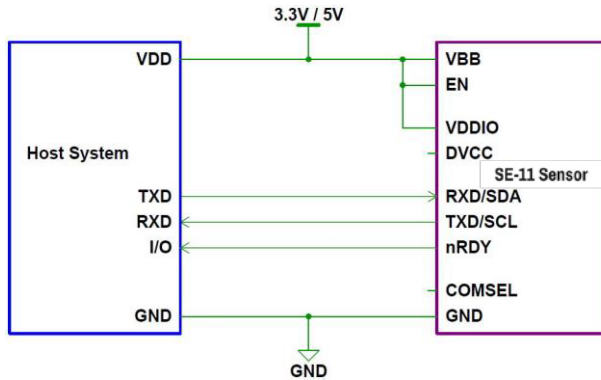 3.3V / 5V
VDD
VBB
EN
VDDIO
Host System
DVCC
SE-11 Sensor
TXD
RXD/SDA
RXD
TXD/SCL
I/O
nRDY
COMSEL
GND
GND
GND